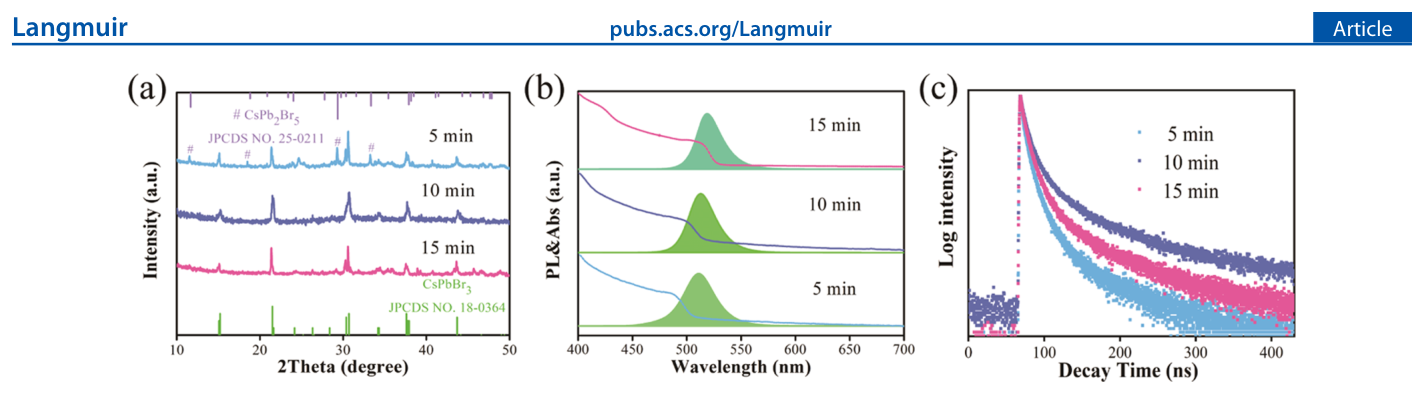 Langmuir
pubs.acs.org/Langmuir
Article
(a)
# CsPb2Br5
JPCDS NO. 25-0211
5 min
#
#
#
#
10 min
15 min
CsPbBr3
JPCDS NO. 18-0364
Intensity (a.u.)
10 20 30 40 50
2Theta (degree)
(b)
15 min
10 min
5 min
PL&Abs (a.u.)
400 450 500 550 600 650 700
Wavelength (nm)
(c)
5 min
10 min
15 min
Log intensity
0 100 200 300 400
Decay Time (ns)